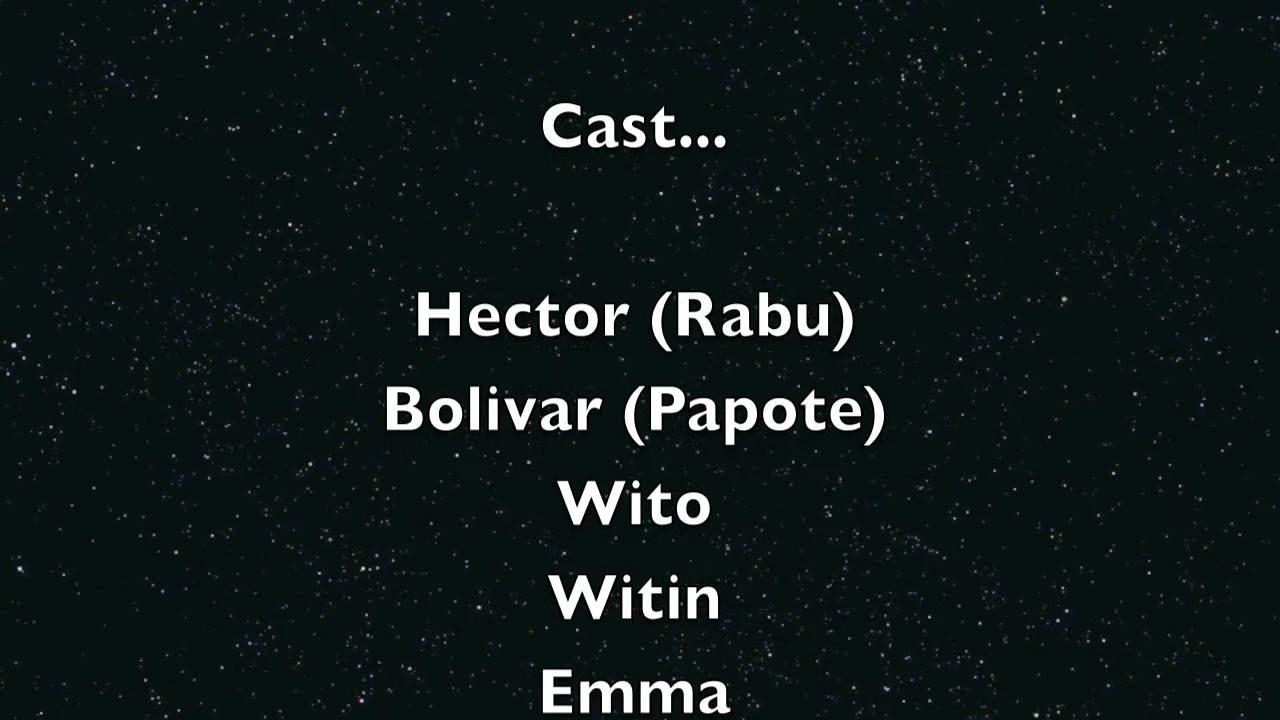 Cast...
Hector (Rabu)
Bolivar (Papote)
Wito
Witin
Emma